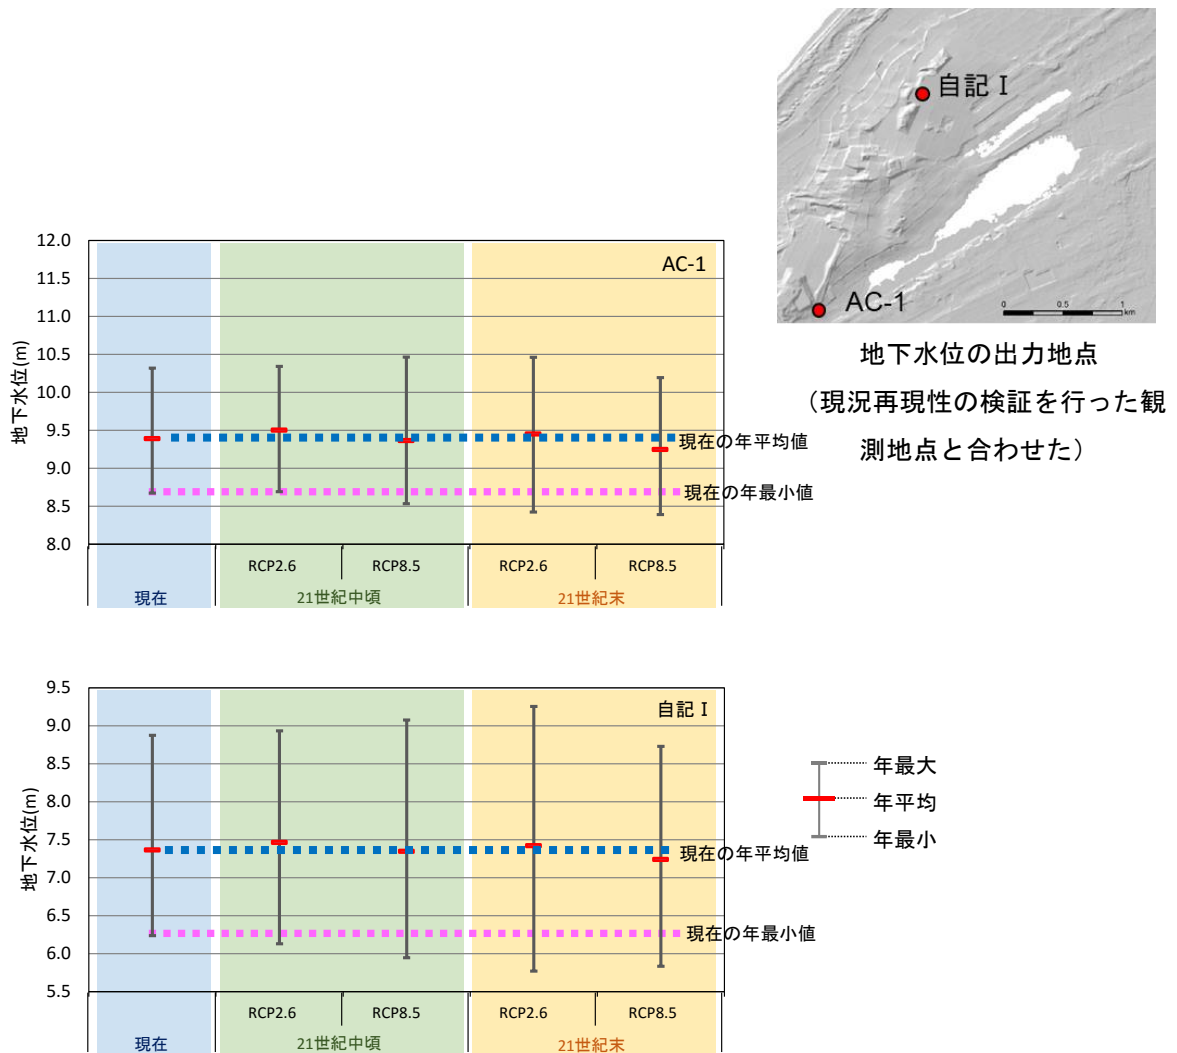 自記Ⅰ
AC-1
0 0.5 1
km
地下水位の出力地点
（現況再現性の検証を行った観
測地点と合わせた）
AC-1
地下水位(m)
12.0
11.5
11.0
10.5
10.0
9.5
9.0
8.5
8.0
現在の年平均値
現在の年最小値
RCP2.6 RCP8.5 RCP2.6 RCP8.5
現在 21世紀中頃 21世紀末
自記Ⅰ
地下水位(m)
9.5
9.0
8.5
8.0
7.5
7.0
6.5
6.0
5.5
現在の年平均値
現在の年最小値
RCP2.6 RCP8.5 RCP2.6 RCP8.5
現在 21世紀中頃 21世紀末
年最大
年平均
年最小